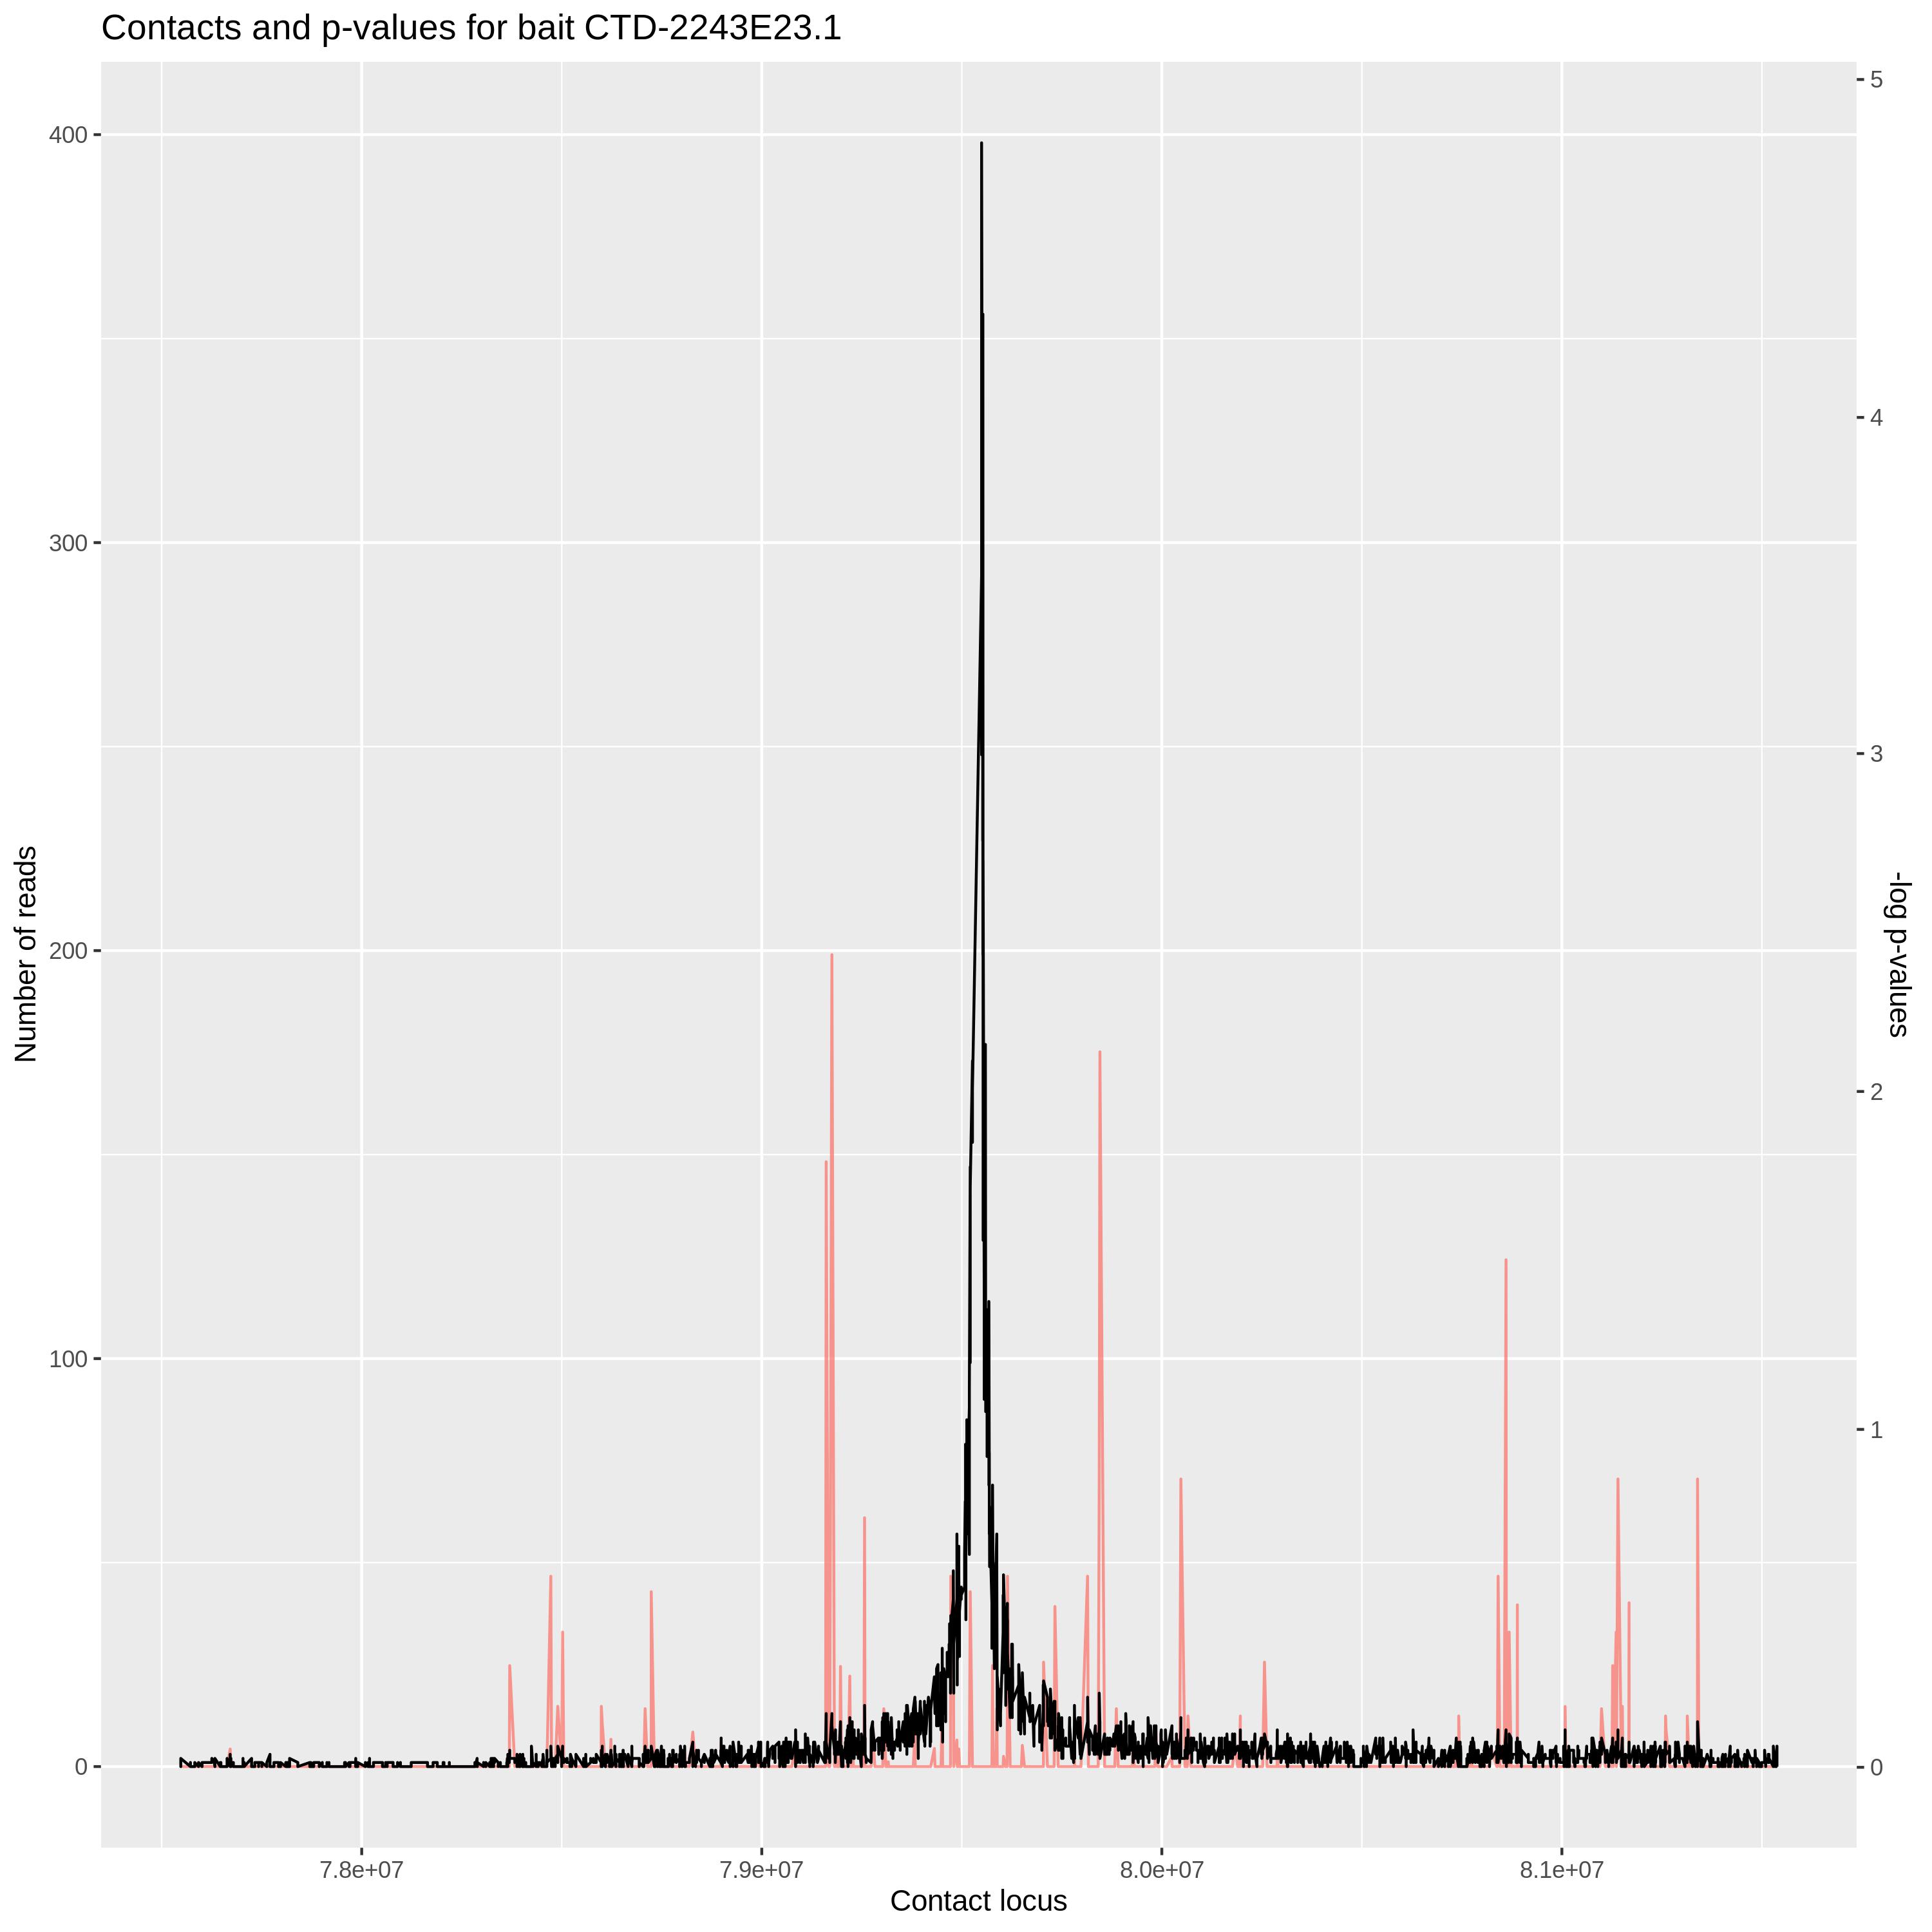 Contacts and p-values for bait CTD-2243E23.1
Number of reads
400
300
200
100
0
5
4
3
2
1
0
-log p-values
7.8e+07 7.9e+07 8.0e+07 8.1e+07
Contact locus